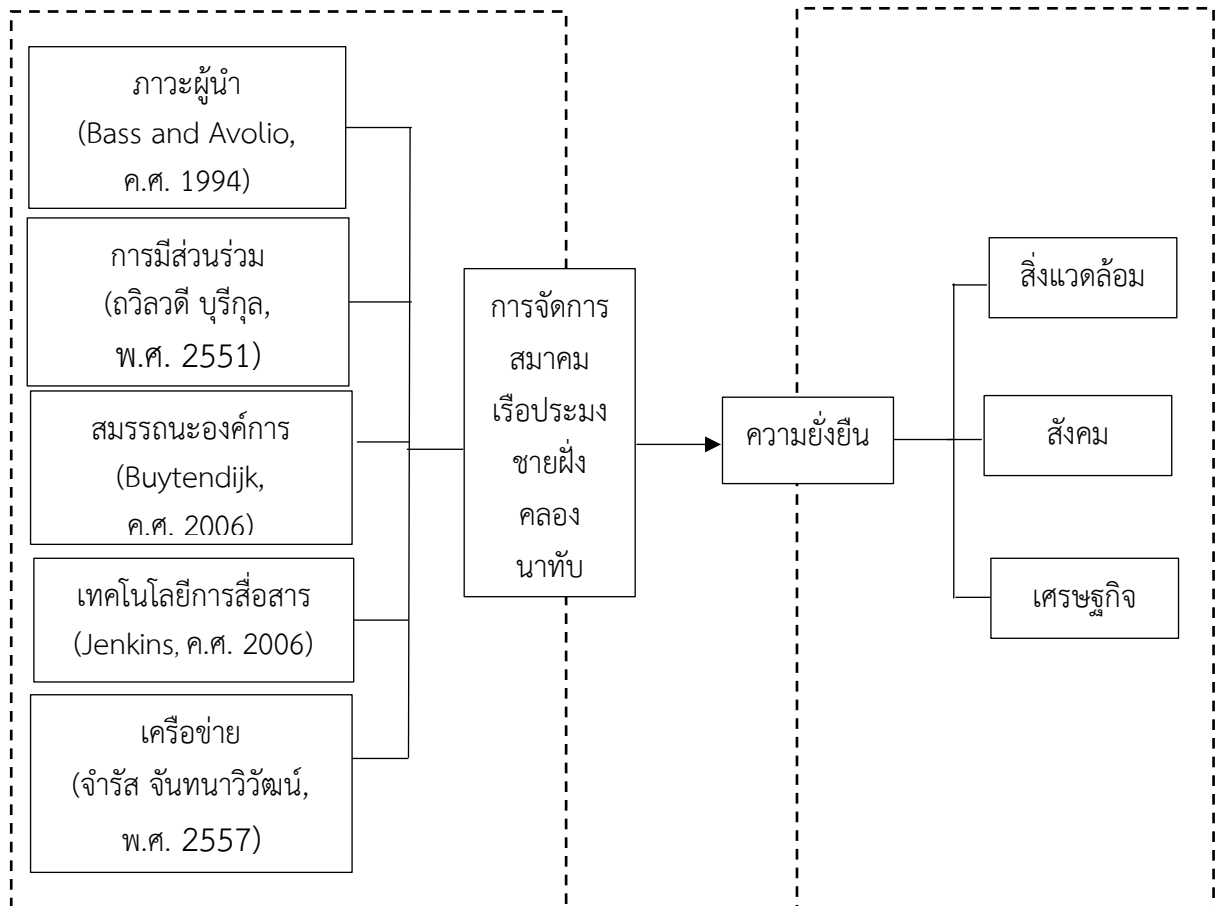 ภาวะผู้นำ
(Bass and Avolio,
ค.ศ. 1994)
การมีส่วนร่วม
(ถวิลวดี บุรีกุล,
พ.ศ. 2551)
สมรรถนะองค์การ
(Buytendijk,
ค.ศ. 2006)
เทคโนโลยีการสื่อสาร
(Jenkins, ค.ศ. 2006)
เครือข่าย
(จำรัส จันทนาวิวัฒน์,
พ.ศ. 2557)
การจัดการ
สมาคม
เรือประมง
ชายฝั่ง
คลอง
นาทับ
ความยั่งยืน
สิ่งแวดล้อม
สังคม
เศรษฐกิจ